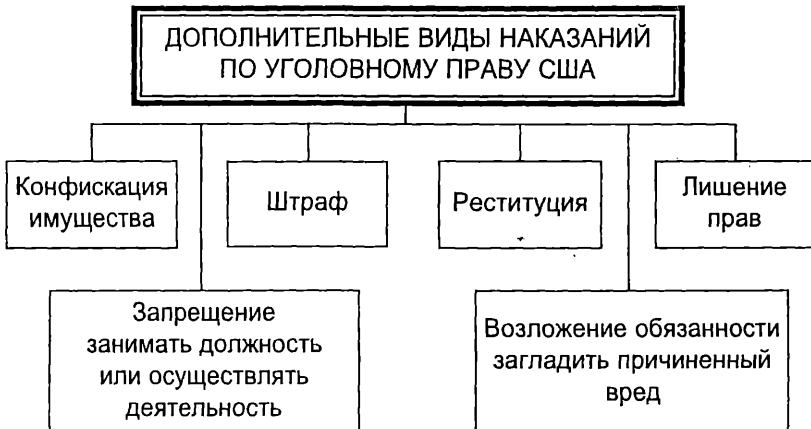 ДОПОЛНИТЕЛЬНЫЕ ВИДЫ НАКАЗАНИЙ
ПО УГОЛОВНОМУ ПРАВУ США
Конфискация
имущества
Штраф
Реституция
Лишение
прав
Запрещение
занимать должность
или осуществлять
деятельность
Возложение обязанности
загладить причиненный
вред